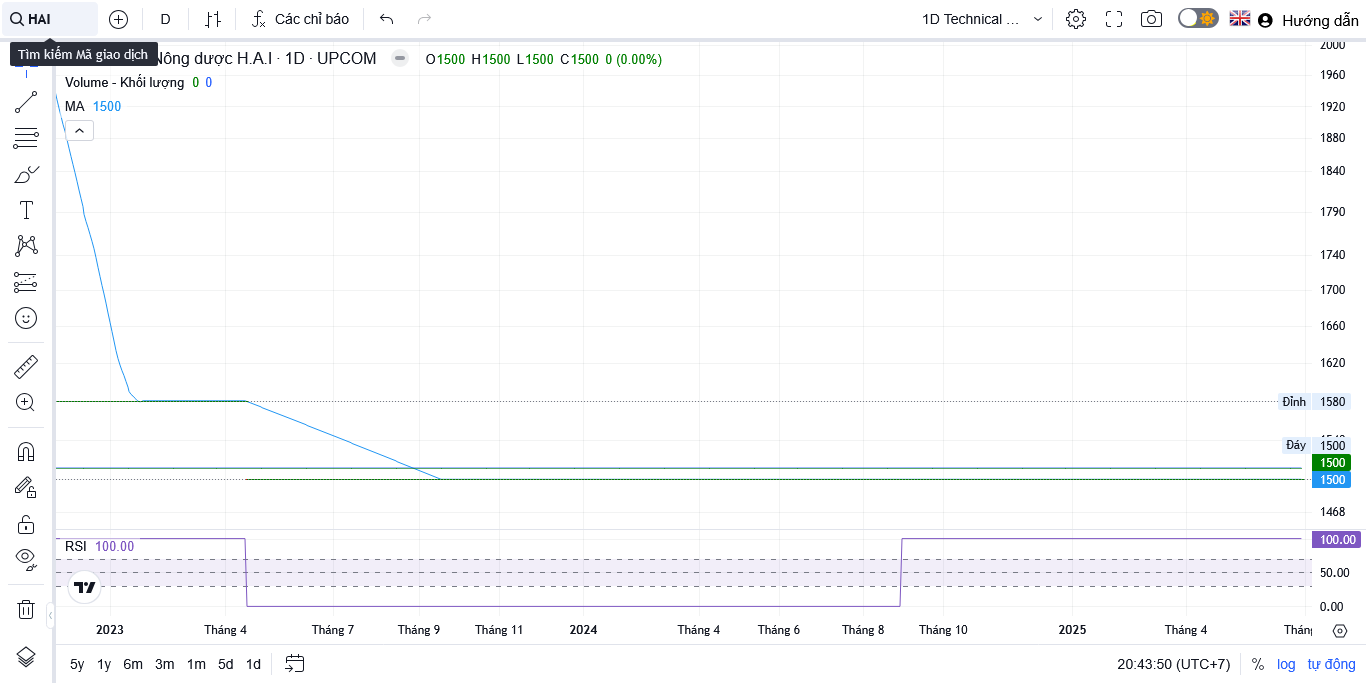 HAI
D
Các chỉ báo
1D Technical ...
Hướng dẫn
Tìm kiếm Mã giao dịch
Nông dược H.A.I · 1D · UPCOM
O1500 H1500 L1500 C1500 0 (0.00%)
Volume - Khối lượng 0 0
MA 1500
2000
1960
1920
1880
1840
1790
1740
1700
1660
1620
Đỉnh 1580
Đáy 1500
1500
1500
1468
RSI 100.00
100.00
50.00
0.00
2023 Tháng 4 Tháng 7 Tháng 9 Tháng 11 2024 Tháng 4 Tháng 6 Tháng 8 Tháng 10 2025 Tháng 4
5y 1y 6m 3m 1m 5d 1d
20:43:50 (UTC+7) % log tự động